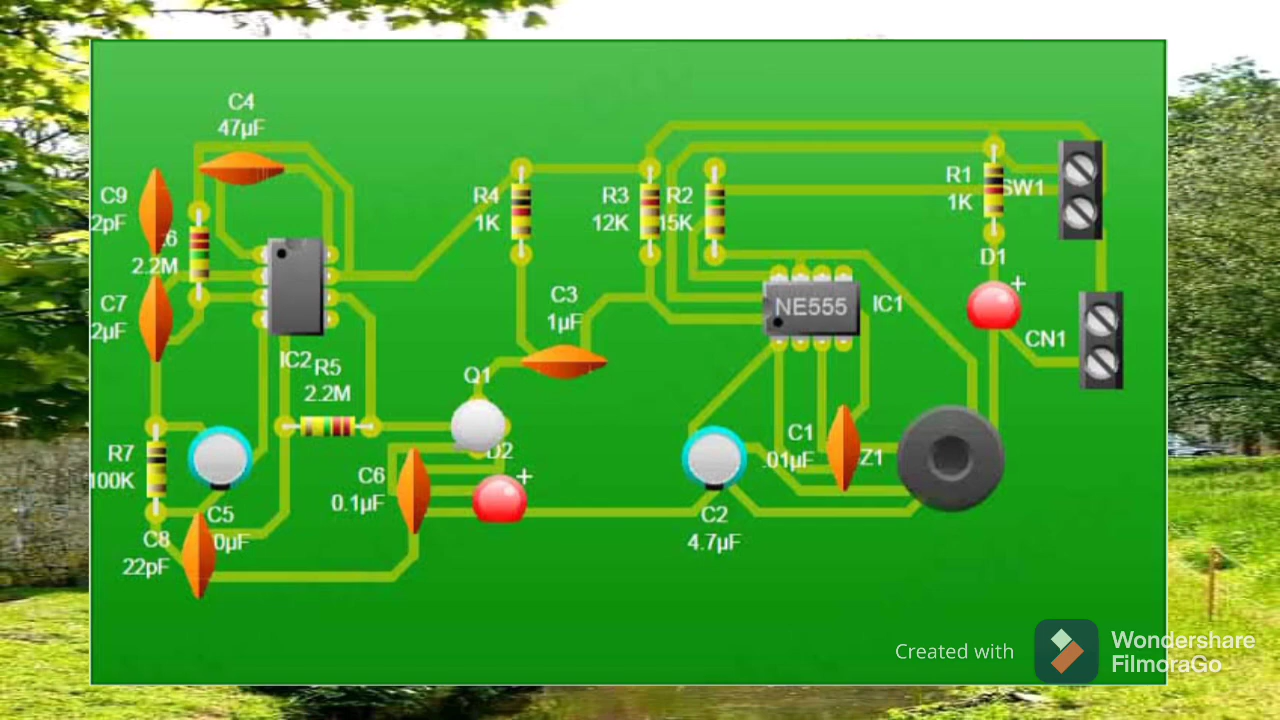 C4
47µF
C9
2pF
R4
1K
R3
12K
R2
15K
R1
1K
SW1
6
2.2M
D1
+
C7
2µF
C3
1µF
NE555
IC1
CN1
IC2
R5
2.2M
Q1
R7
100K
D2
+
C6
0.1µF
C1
.01µF
Z1
C5
0µF
C8
22pF
C2
4.7µF
Created with
Wondershare
FilmoraGo